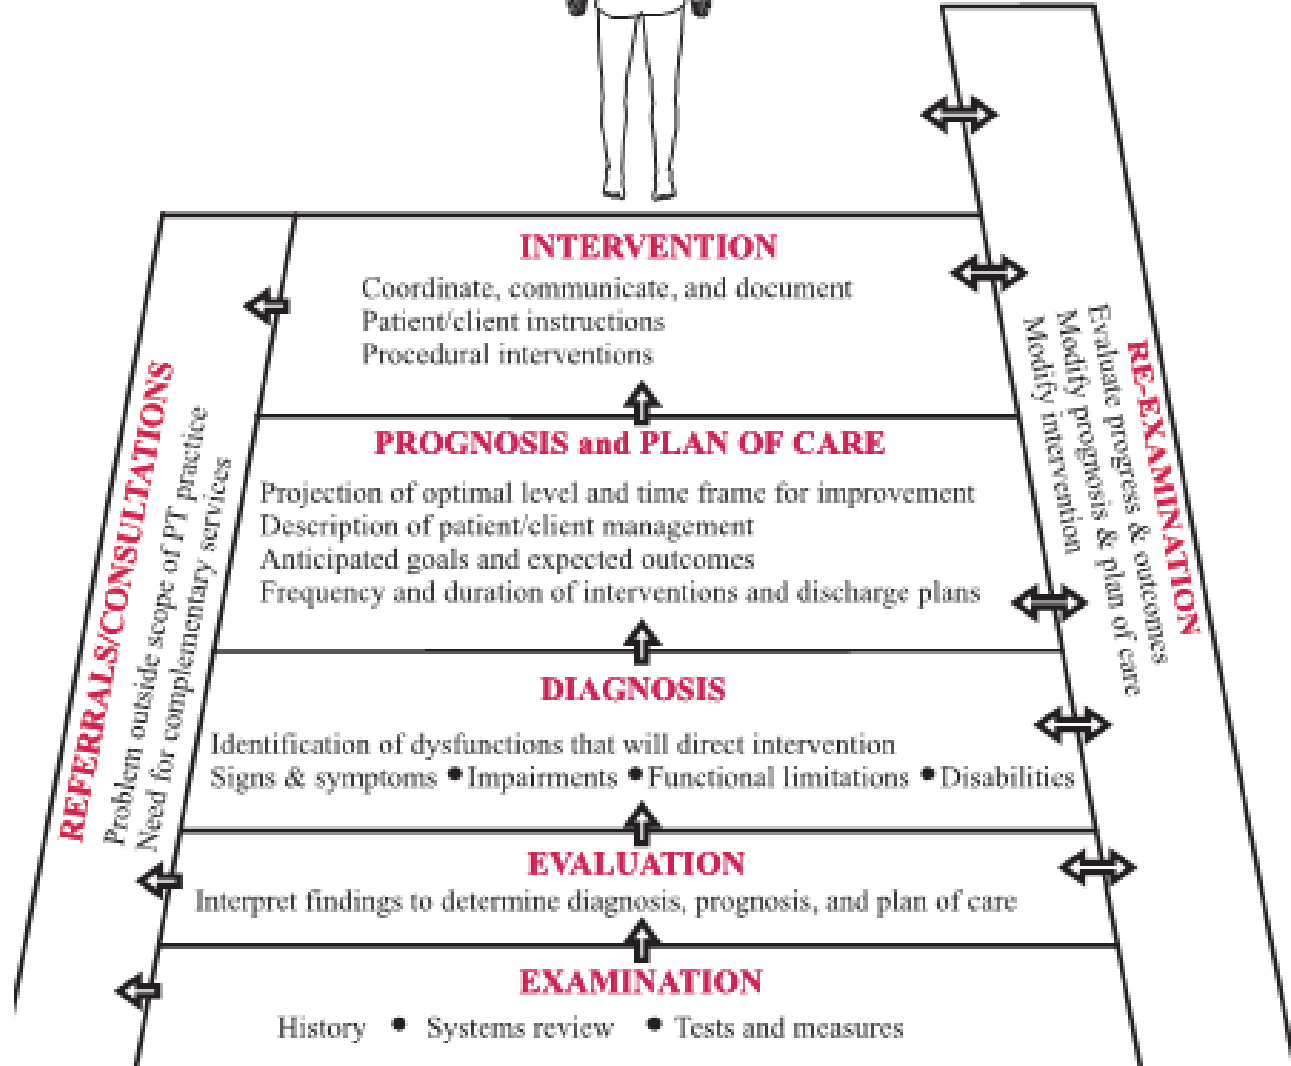 INTERVENTION
Coordinate, communicate, and document
Patient/client instructions
Procedural interventions
PROGNOSIS and PLAN OF CARE
Projection of optimal level and time frame for improvement
Description of patient/client management
Anticipated goals and expected outcomes
Frequency and duration of interventions and discharge plans
DIAGNOSIS
Identification of dysfunctions that will direct intervention
Signs & symptoms • Impairments • Functional limitations • Disabilities
EVALUATION
Interpret findings to determine diagnosis, prognosis, and plan of care
EXAMINATION
History • Systems review • Tests and measures
REFERRALS/CONSULTATIONS
Problem outside scope of PT practice
Need for complementary services
RE-EXAMINATION
Evaluate progress & outcomes
Modify prognosis & plan of care
Modify intervention